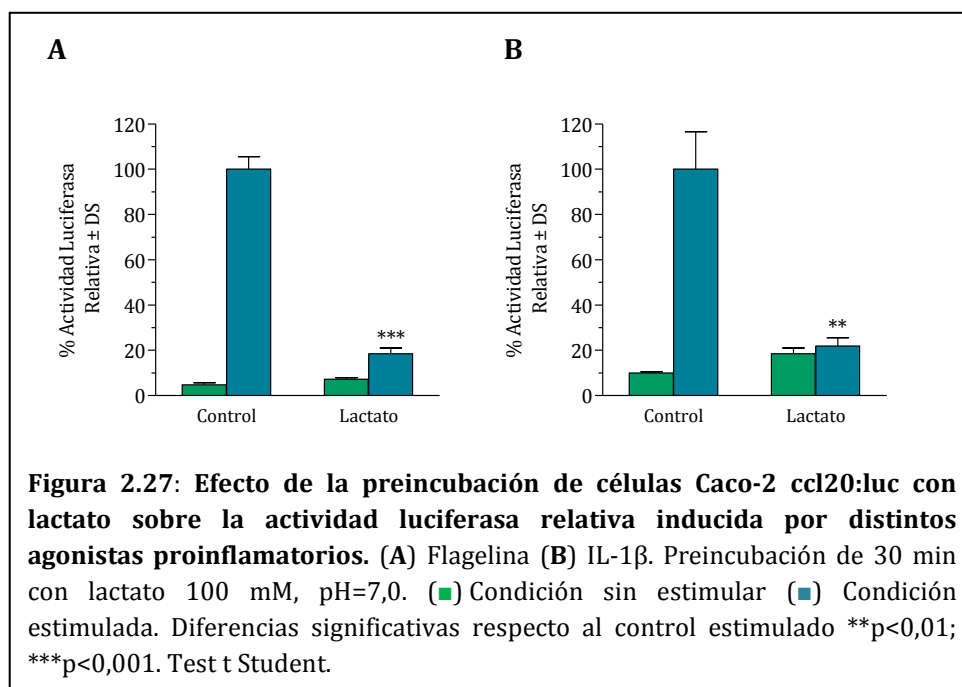 A
B
% Actividad Luciferasa
Relativa ± DS
120
100
80
60
40
20
0
***
Control
Lactato
% Actividad Luciferasa
Relativa ± DS
120
100
80
60
40
20
0
**
Control
Lactato
Figura 2.27: Efecto de la preincubación de células Caco-2 ccl20:luc con
lactato sobre la actividad luciferasa relativa inducida por distintos
agonistas proinflamatorios. (A) Flagelina (B) IL-1β. Preincubación de 30 min
con lactato 100 mM, pH=7,0. (■) Condición sin estimular (■) Condición
estimulada. Diferencias significativas respecto al control estimulado **p<0,01;
***p<0,001. Test t Student.